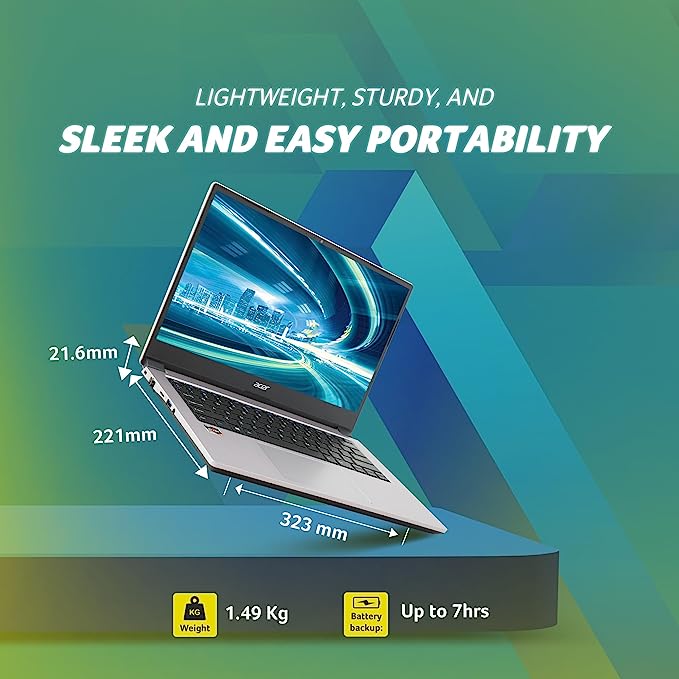 LIGHTWEIGHT, STURDY, AND
SLEEK AND EASY PORTABILITY
acer
21.6mm
221mm
323 mm
KG
Weight
1.49 Kg
Battery
backup:
Up to 7hrs